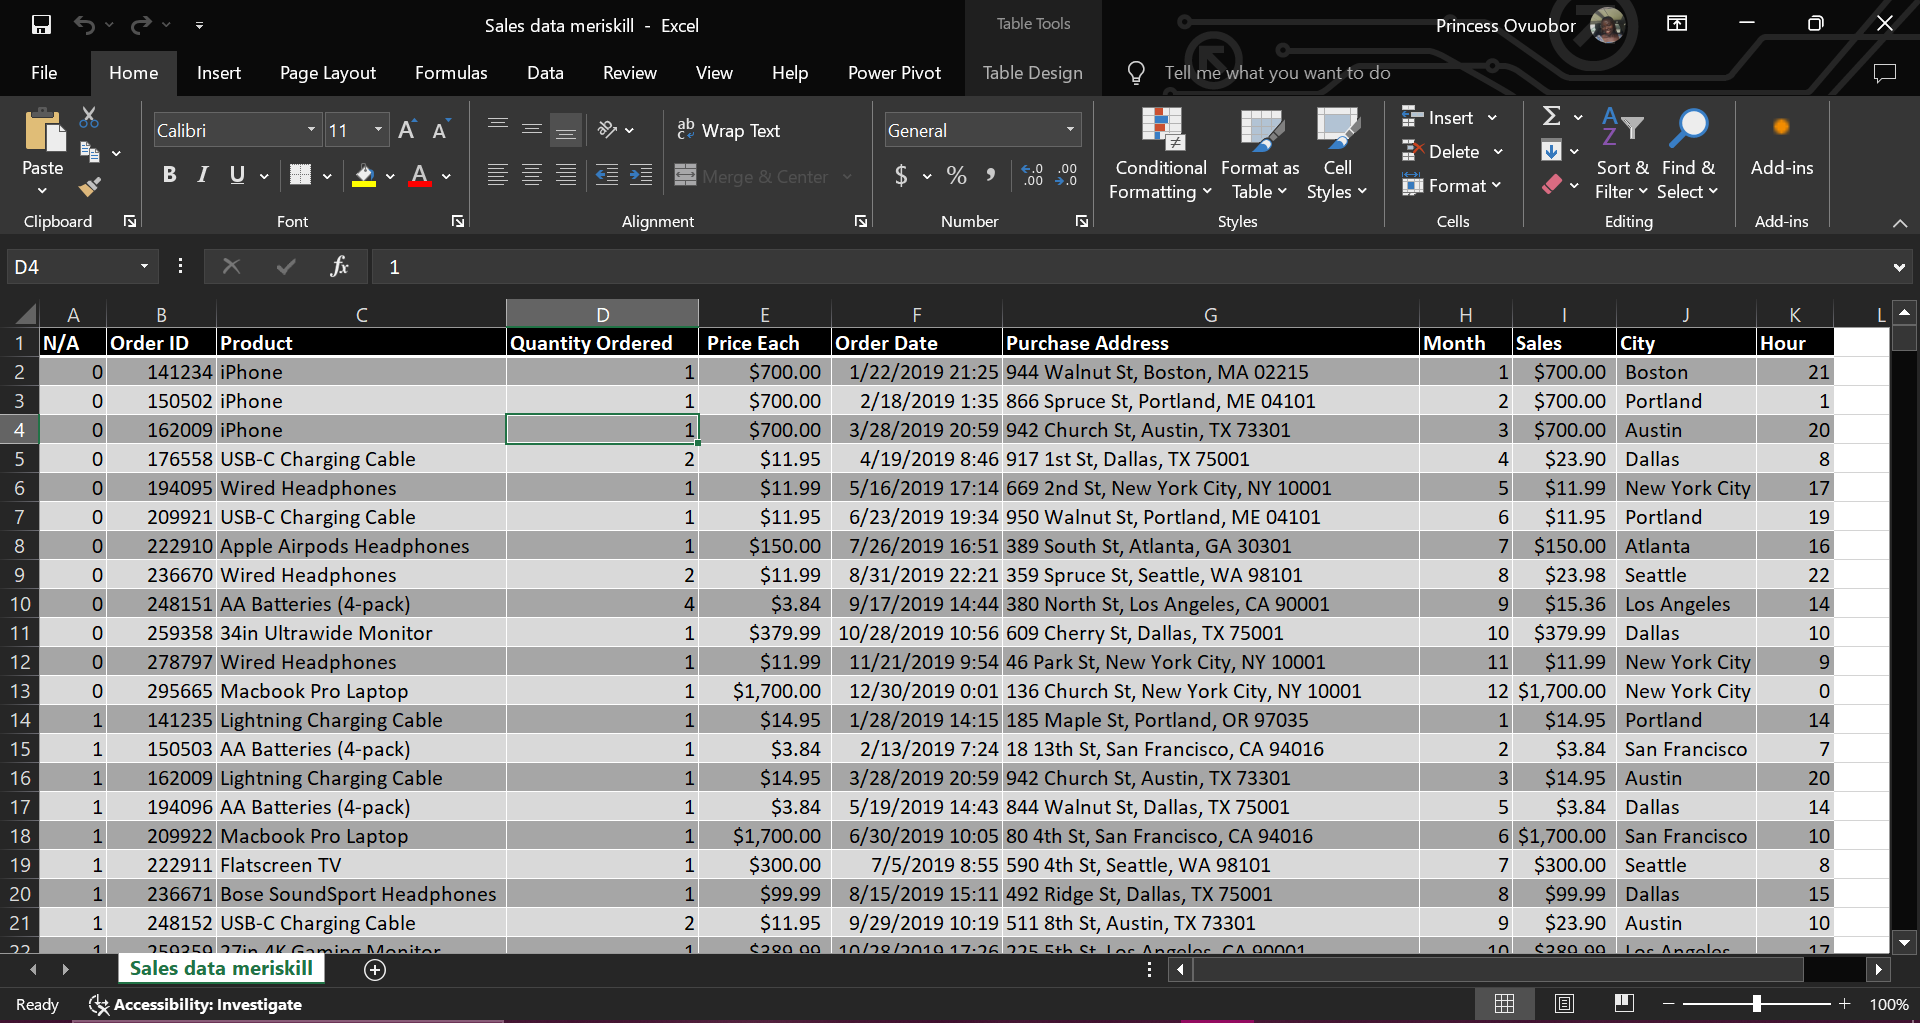 Sales data meriskill - Excel
Table Tools
Princess Ovuobor
File Home Insert Page Layout Formulas Data Review View Help Power Pivot Table Design Tell me what you want to do
Paste
Clipboard
Calibri 11
B I U
Font
ab Wrap Text
Merge & Center
Alignment
General
$ % 9
Number
Conditional Formatting
Format as Table
Cell Styles
Styles
Insert
Delete
Format
Cells
Sort & Filter
Find & Select
Editing
Add-ins
Add-ins
D4 fx 1
A B C D E F G H I J K L
1 N/A Order ID Product Quantity Ordered Price Each Order Date Purchase Address Month Sales City Hour
2 0 141234 iPhone 1 $700.00 1/22/2019 21:25 944 Walnut St, Boston, MA 02215 1 $700.00 Boston 21
3 0 150502 iPhone 1 $700.00 2/18/2019 1:35 866 Spruce St, Portland, ME 04101 2 $700.00 Portland 1
4 0 162009 iPhone 1 $700.00 3/28/2019 20:59 942 Church St, Austin, TX 73301 3 $700.00 Austin 20
5 0 176558 USB-C Charging Cable 2 $11.95 4/19/2019 8:46 917 1st St, Dallas, TX 75001 4 $23.90 Dallas 8
6 0 194095 Wired Headphones 1 $11.99 5/16/2019 17:14 669 2nd St, New York City, NY 10001 5 $11.99 New York City 17
7 0 209921 USB-C Charging Cable 1 $11.95 6/23/2019 19:34 950 Walnut St, Portland, ME 04101 6 $11.95 Portland 19
8 0 222910 Apple Airpods Headphones 1 $150.00 7/26/2019 16:51 389 South St, Atlanta, GA 30301 7 $150.00 Atlanta 16
9 0 236670 Wired Headphones 2 $11.99 8/31/2019 22:21 359 Spruce St, Seattle, WA 98101 8 $23.98 Seattle 22
10 0 248151 AA Batteries (4-pack) 4 $3.84 9/17/2019 14:44 380 North St, Los Angeles, CA 90001 9 $15.36 Los Angeles 14
11 0 259358 34in Ultrawide Monitor 1 $379.99 10/28/2019 10:56 609 Cherry St, Dallas, TX 75001 10 $379.99 Dallas 10
12 0 278797 Wired Headphones 1 $11.99 11/21/2019 9:54 46 Park St, New York City, NY 10001 11 $11.99 New York City 9
13 0 295665 Macbook Pro Laptop 1 $1,700.00 12/30/2019 0:01 136 Church St, New York City, NY 10001 12 $1,700.00 New York City 0
14 1 141235 Lightning Charging Cable 1 $14.95 1/28/2019 14:15 185 Maple St, Portland, OR 97035 1 $14.95 Portland 14
15 1 150503 AA Batteries (4-pack) 1 $3.84 2/13/2019 7:24 18 13th St, San Francisco, CA 94016 2 $3.84 San Francisco 7
16 1 162009 Lightning Charging Cable 1 $14.95 3/28/2019 20:59 942 Church St, Austin, TX 73301 3 $14.95 Austin 20
17 1 194096 AA Batteries (4-pack) 1 $3.84 5/19/2019 14:43 844 Walnut St, Dallas, TX 75001 5 $3.84 Dallas 14
18 1 209922 Macbook Pro Laptop 1 $1,700.00 6/30/2019 10:05 80 4th St, San Francisco, CA 94016 6 $1,700.00 San Francisco 10
19 1 222911 Flatscreen TV 1 $300.00 7/5/2019 8:55 590 4th St, Seattle, WA 98101 7 $300.00 Seattle 8
20 1 236671 Bose SoundSport Headphones 1 $99.99 8/15/2019 15:11 492 Ridge St, Dallas, TX 75001 8 $99.99 Dallas 15
21 1 248152 USB-C Charging Cable 2 $11.95 9/29/2019 10:19 511 8th St, Austin, TX 73301 9 $23.90 Austin 10
22 1 259359 27in 4K Gaming Monitor 1 $389.99 10/28/2019 17:26 225 5th St, Los Angeles, CA 90001 10 $389.99 Los Angeles 17
Sales data meriskill
Ready Accessibility: Investigate 100%